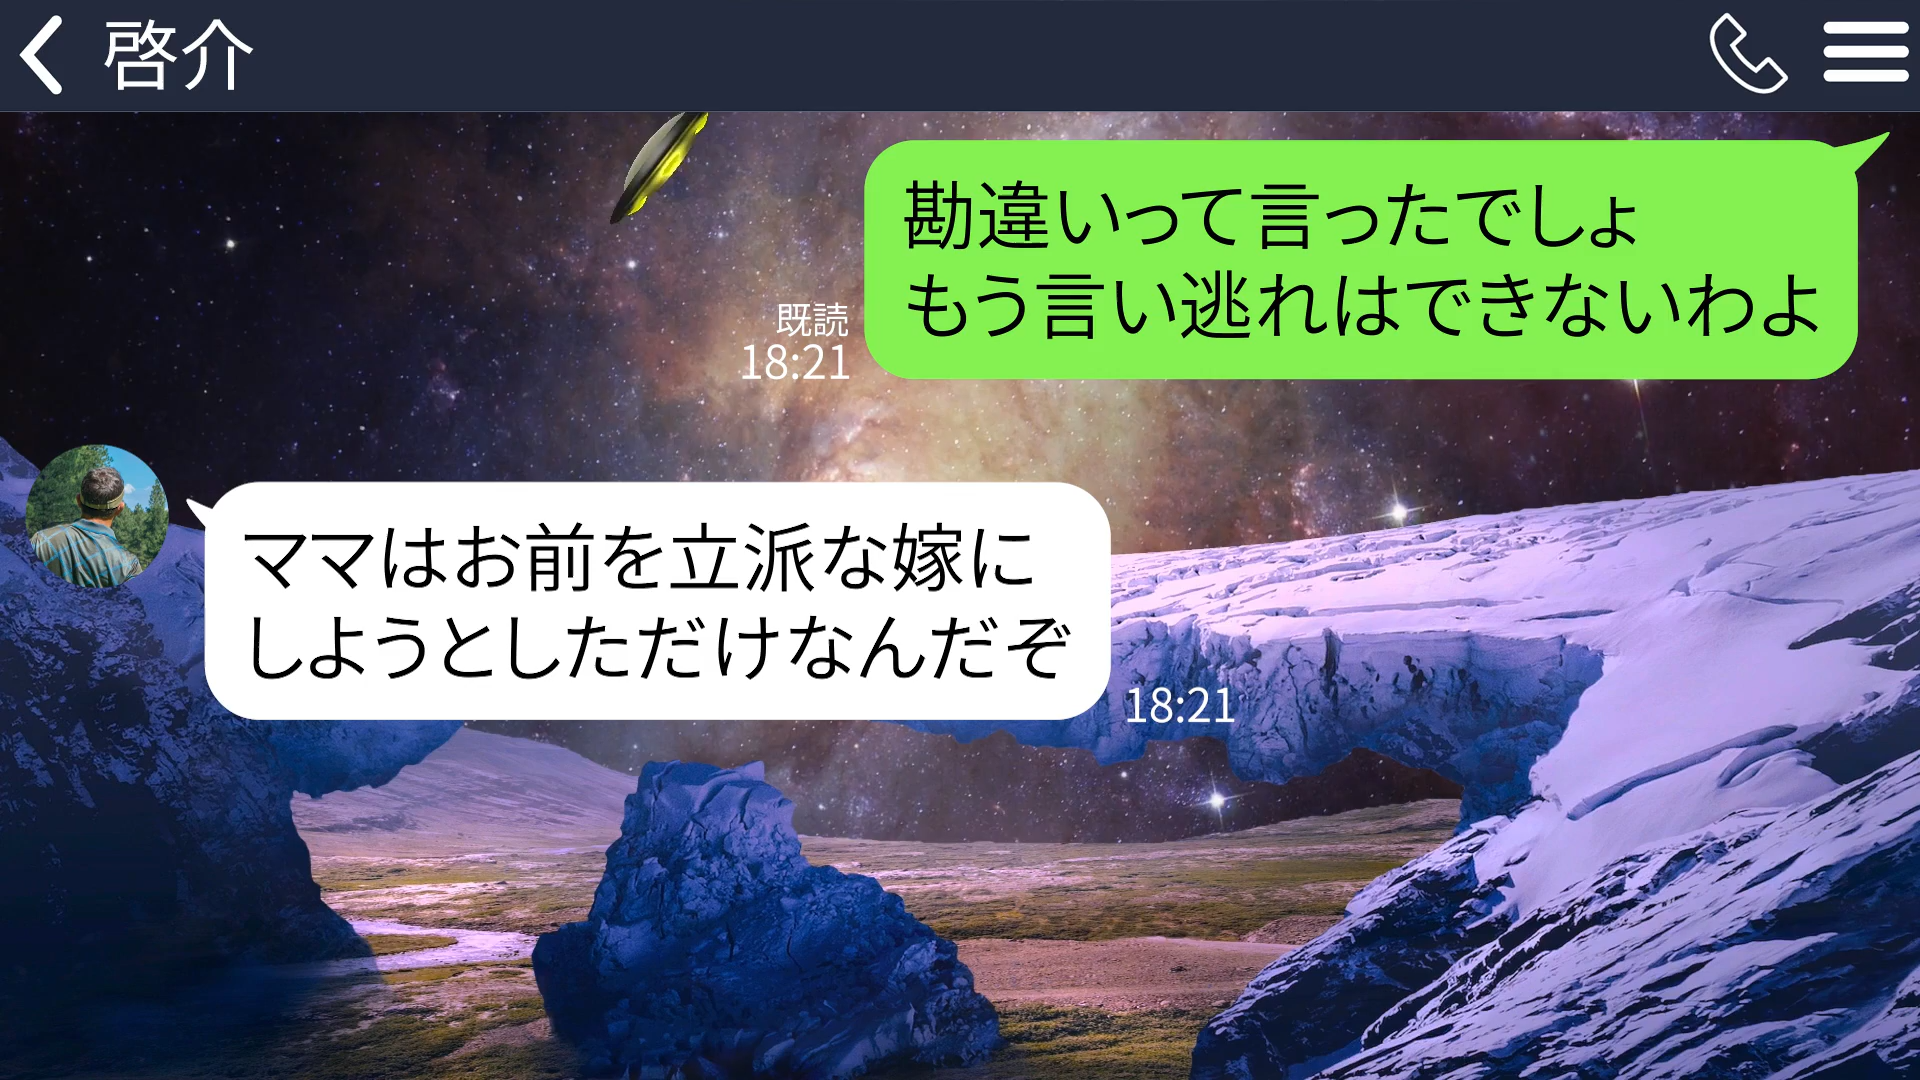 啓介
勘違いって言ったでしょ
もう言い逃れはできないわよ
既読
18:21
ママはお前を立派な嫁に
しようとしただけなんだぞ
18:21